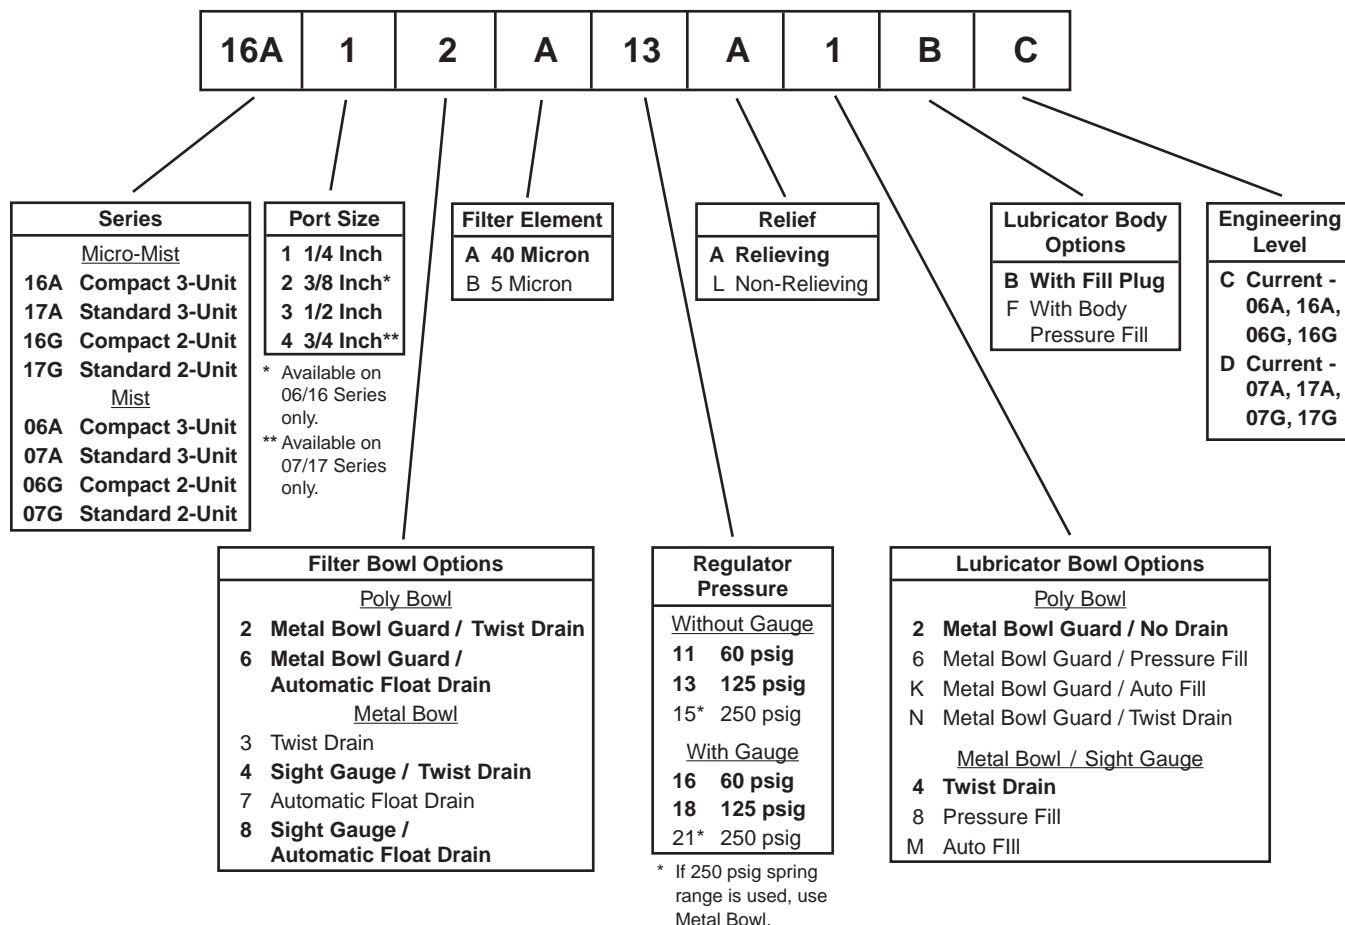 16A 1 2 A 13 A 1 B C
Series
Micro-Mist
16A Compact 3-Unit
17A Standard 3-Unit
16G Compact 2-Unit
17G Standard 2-Unit
Mist
06A Compact 3-Unit
07A Standard 3-Unit
06G Compact 2-Unit
07G Standard 2-Unit
Port Size
1 1/4 Inch
2 3/8 Inch*
3 1/2 Inch
4 3/4 Inch**
* Available on
06/16 Series
only.
** Available on
07/17 Series
only.
Filter Element
A 40 Micron
B 5 Micron
Relief
A Relieving
L Non-Relieving
Lubricator Body
Options
B With Fill Plug
F With Body
Pressure Fill
Engineering
Level
C Current -
06A, 16A,
06G, 16G
D Current -
07A, 17A,
07G, 17G
Filter Bowl Options
Poly Bowl
2 Metal Bowl Guard / Twist Drain
6 Metal Bowl Guard /
Automatic Float Drain
Metal Bowl
3 Twist Drain
4 Sight Gauge / Twist Drain
7 Automatic Float Drain
8 Sight Gauge /
Automatic Float Drain
Regulator
Pressure
Without Gauge
11 60 psig
13 125 psig
15* 250 psig
With Gauge
16 60 psig
18 125 psig
21* 250 psig
* If 250 psig spring
range is used, use
Metal Bowl.
Lubricator Bowl Options
Poly Bowl
2 Metal Bowl Guard / No Drain
6 Metal Bowl Guard / Pressure Fill
K Metal Bowl Guard / Auto Fill
N Metal Bowl Guard / Twist Drain
Metal Bowl / Sight Gauge
4 Twist Drain
8 Pressure Fill
M Auto FIll